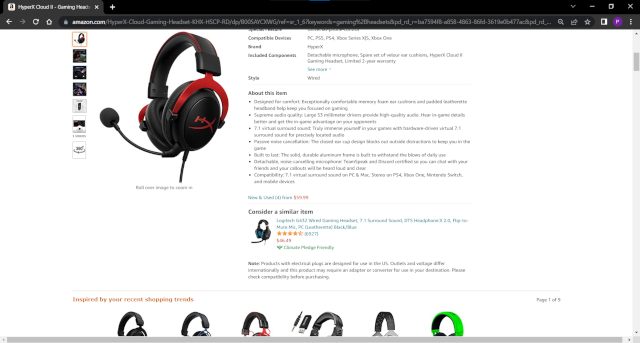 HyperX Cloud II - Gaming Headset
amazon.com/HyperX-Cloud-Gaming-Headset-KHX-HSCP-RD/dp/B00SAYCXWG/ref=sr_1_6?keywords=gaming%2Bheadsets&pd_rd_r=
P
Compatible Devices PC, PS5, PS4, Xbox Series X|S, Xbox One
Brand HyperX
Included Components Detachable microphone, Spare set of velour ear cushions, HyperX Cloud II
Gaming Headset, Limited 2-year warranty
See more
Style Wired
About this item
Designed for comfort: Exceptionally comfortable memory foam ear cushions and padded leatherette
headband help keep you focused on gaming
Supreme audio quality: Large 53 millimeter drivers provide high-quality audio. Hear in-game details
better and get the in-game advantage on your opponents
7.1 virtual surround sound: Truly immerse yourself in your games with hardware-driven virtual 7.1
surround sound for precisely located audio
Passive noise cancellation: The closed ear cup design blocks out outside distractions to keep you in the
game
Built to last: The solid, durable aluminum frame is built to withstand the blows of daily use
Detachable, noise-cancelling microphone: TeamSpeak and Discord certified so you can chat with your
friends and your callouts will be heard loud and clear
Compatibility: 7.1 virtual surround sound on PC & Mac, Stereo on PS4, Xbox One, Nintendo Switch,
and mobile devices
5 VIDEOS
360°
Roll over image to zoom in
New & Used (4) from $59.99
Consider a similar item
Logitech G432 Wired Gaming Headset, 7.1 Surround Sound, DTS Headphone:X 2.0, Flip-to-
Mute Mic, PC (Leatherette) Black/Blue
(6927)
$36.45
Climate Pledge Friendly
Note: Products with electrical plugs are designed for use in the US. Outlets and voltage differ
internationally and this product may require an adapter or converter for use in your destination. Please
check compatibility before purchasing.
Inspired by your recent shopping trends
Page 1 of 9